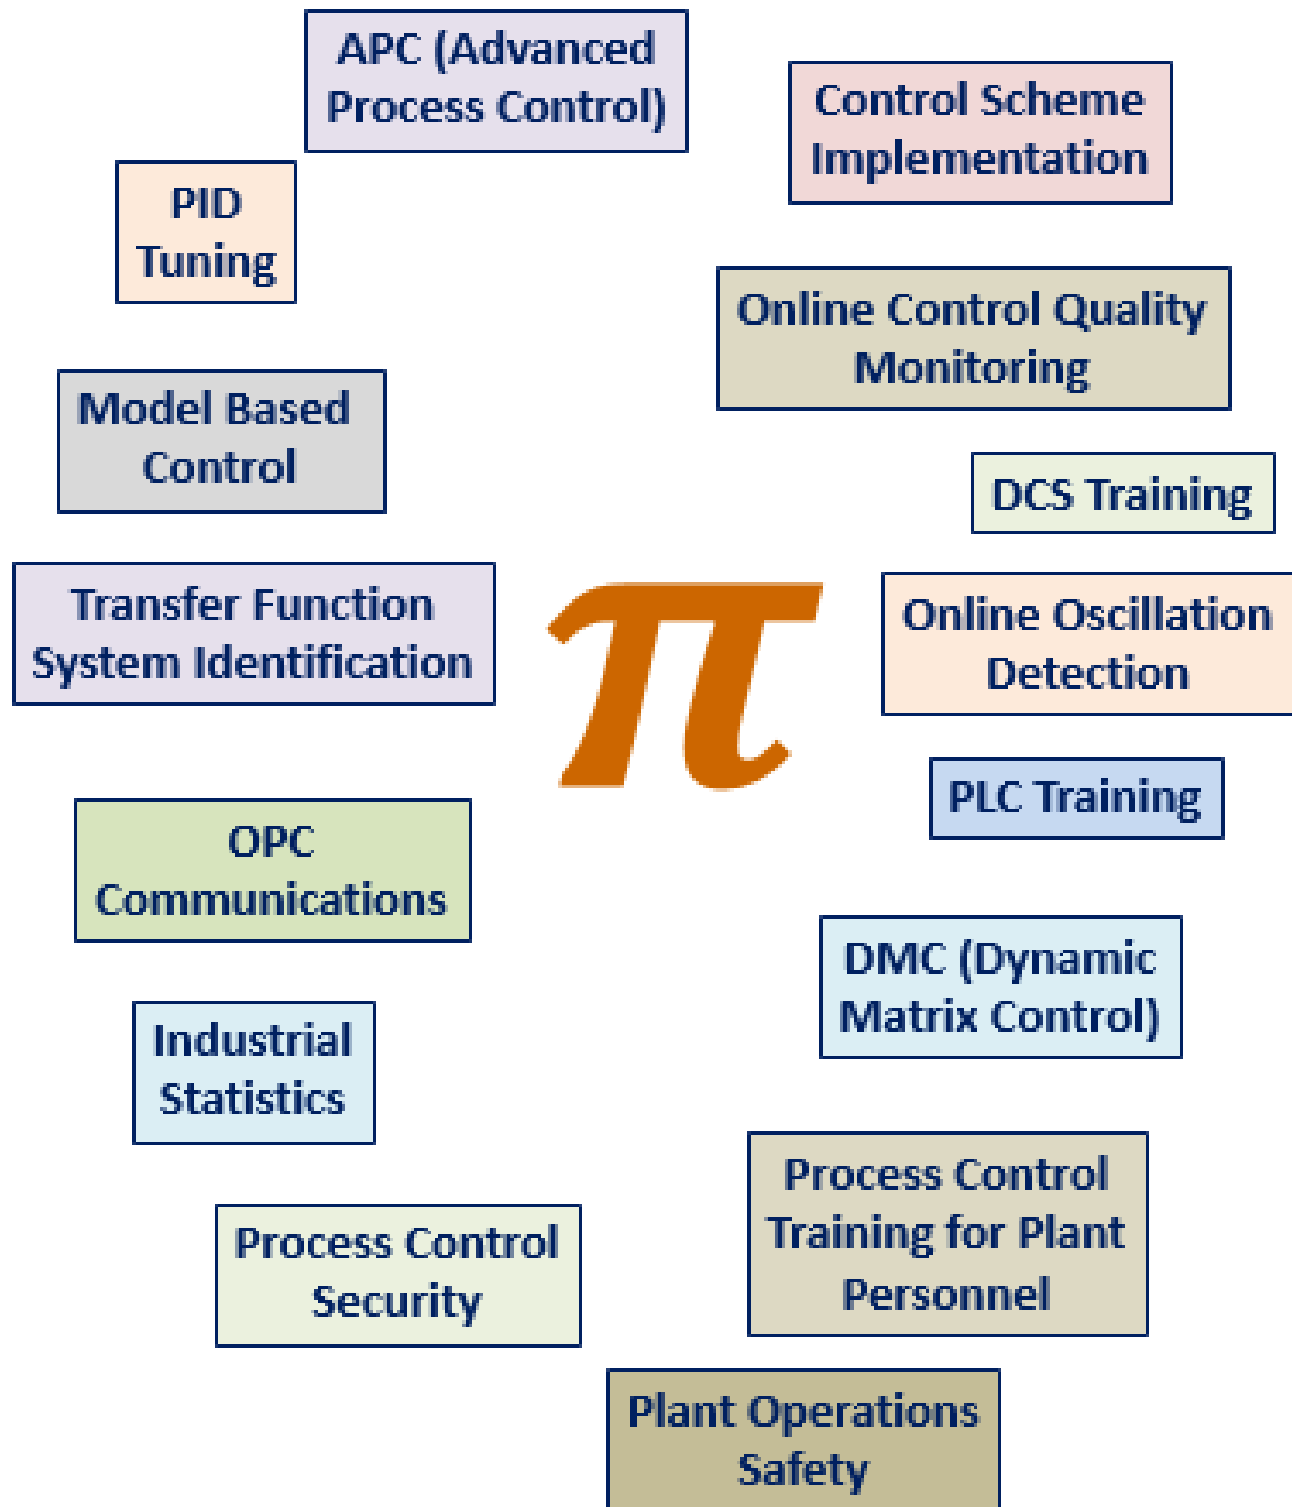 APC (Advanced
Process Control)
Control Scheme
Implementation
PID
Tuning
Online Control Quality
Monitoring
Model Based
Control
DCS Training
Transfer Function
System Identification
π
Online Oscillation
Detection
PLC Training
OPC
Communications
DMC (Dynamic
Matrix Control)
Industrial
Statistics
Process Control
Training for Plant
Personnel
Process Control
Security
Plant Operations
Safety